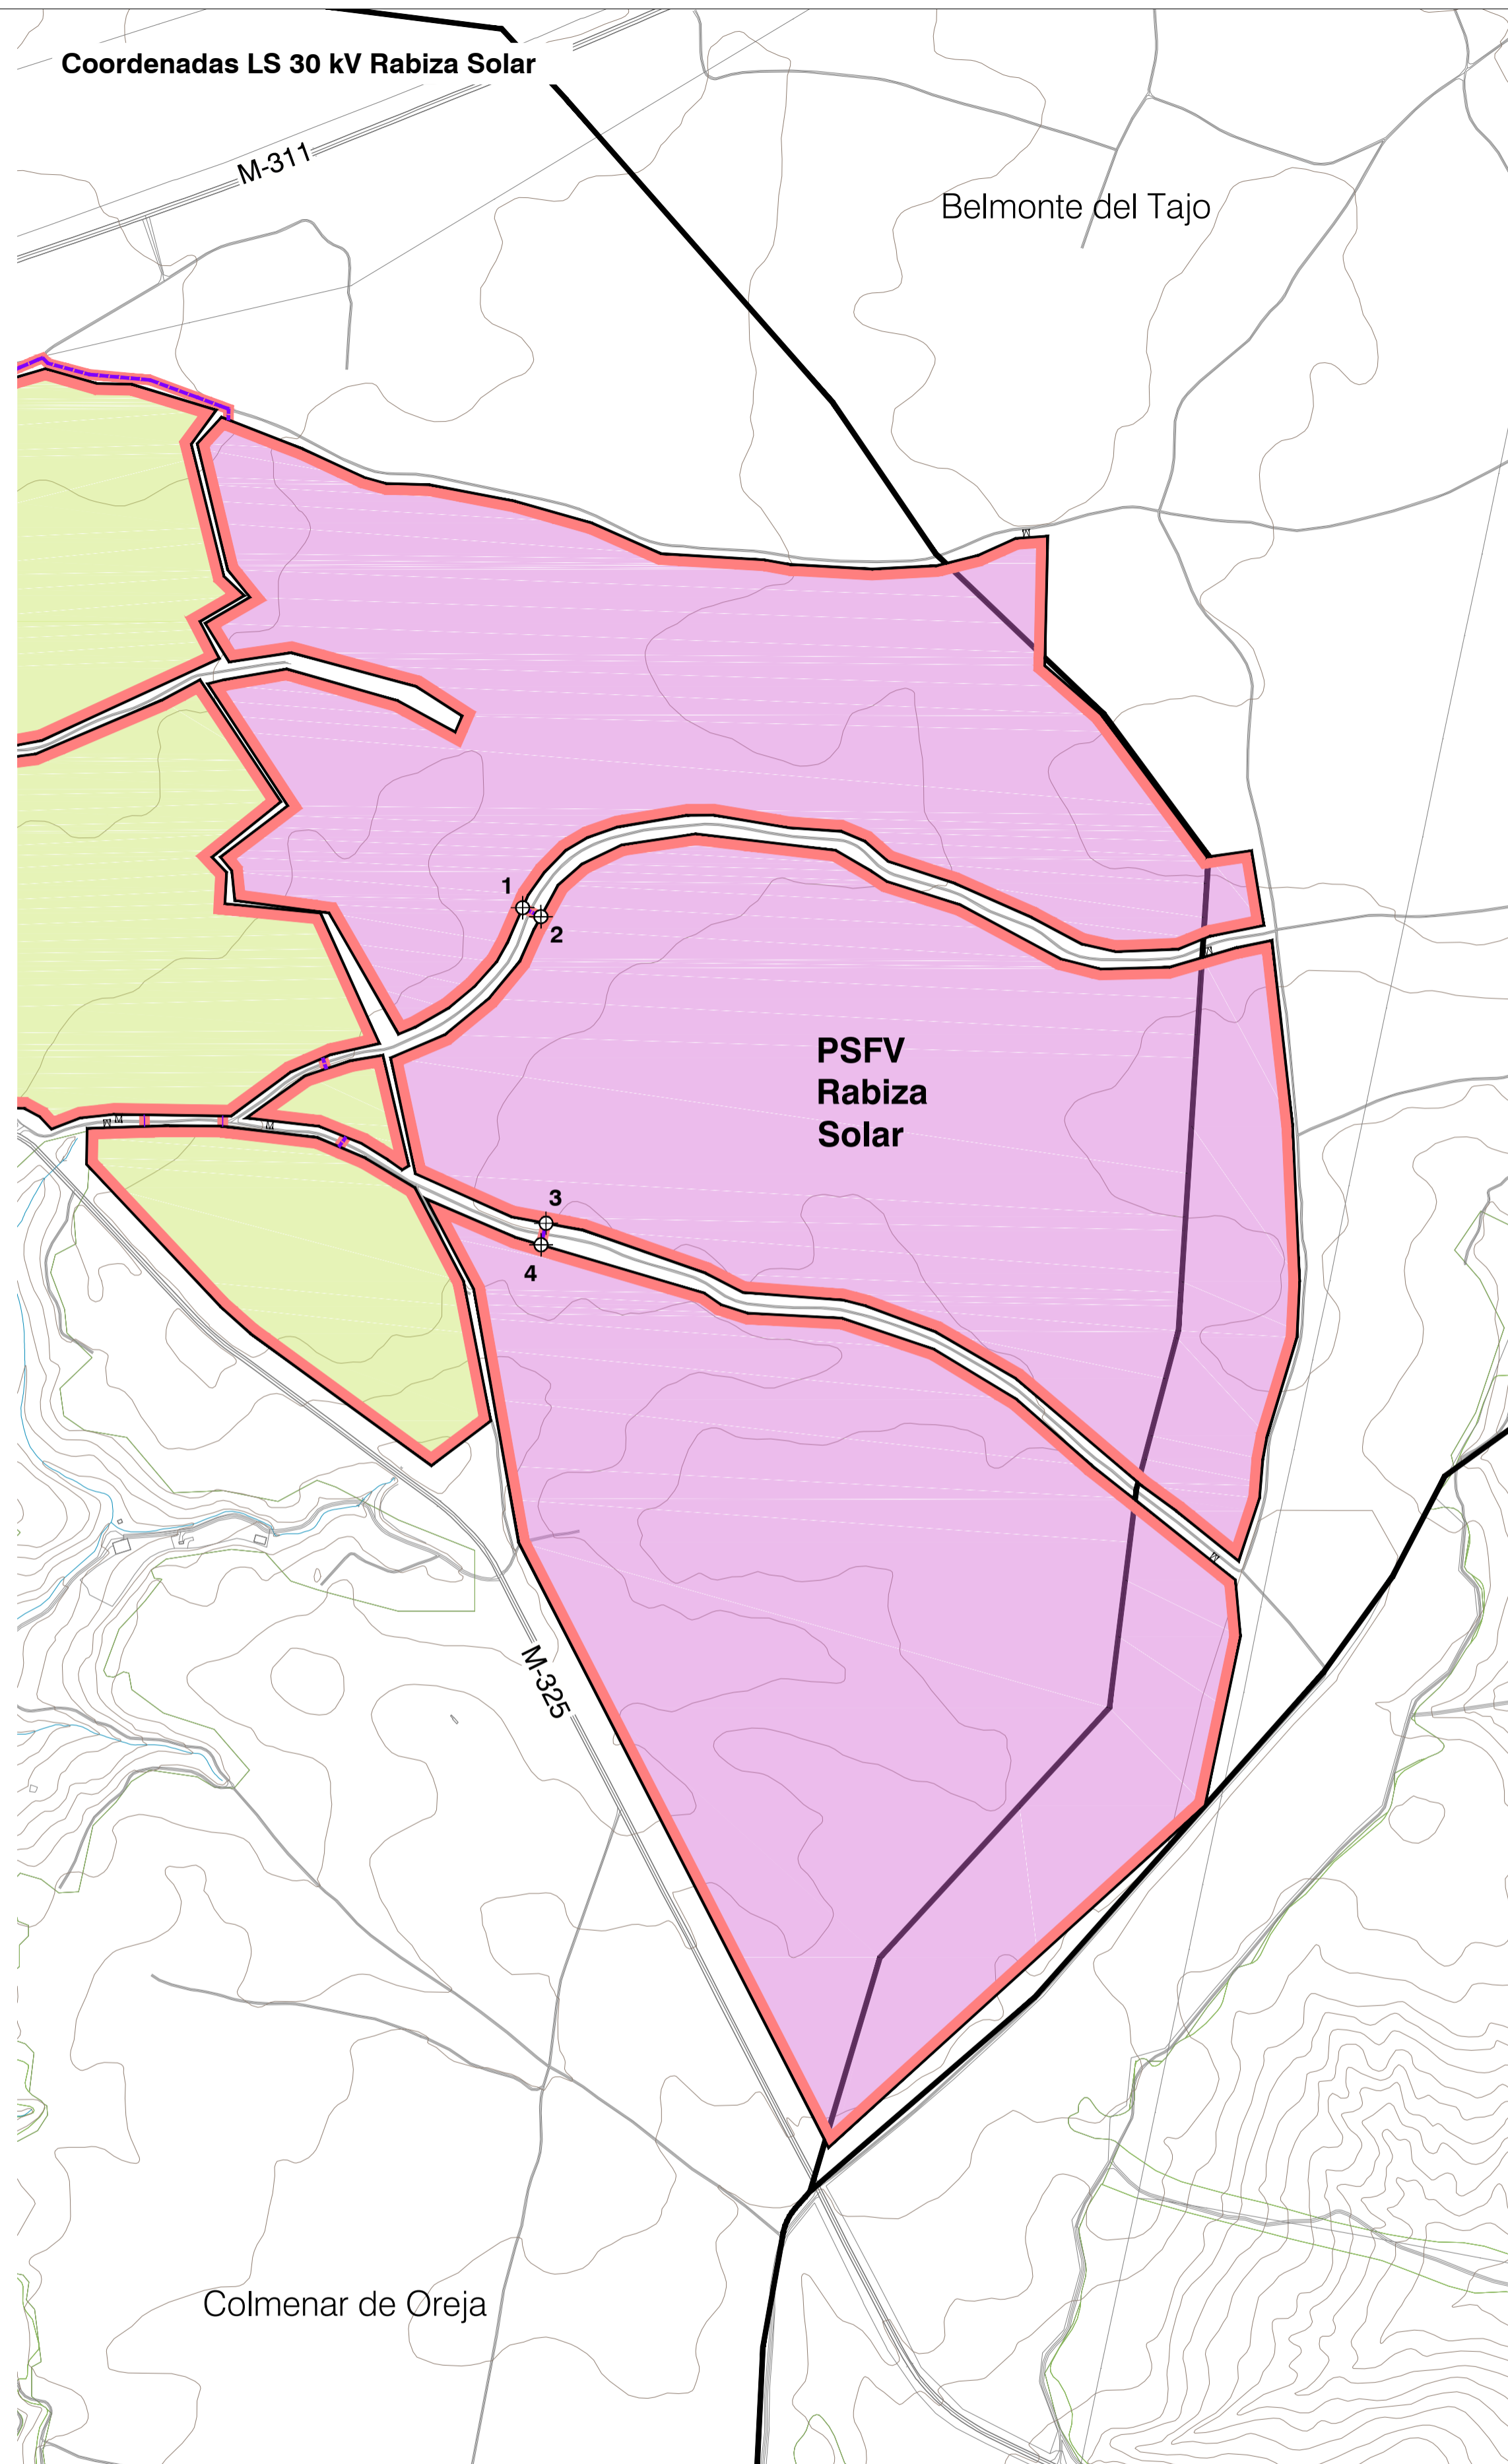 Coordenadas LS 30 kV Rabiza Solar
M-311
Belmonte del Tajo
1
2
PSFV
Rabiza
Solar
3
4
M-325
Colmenar de Oreja